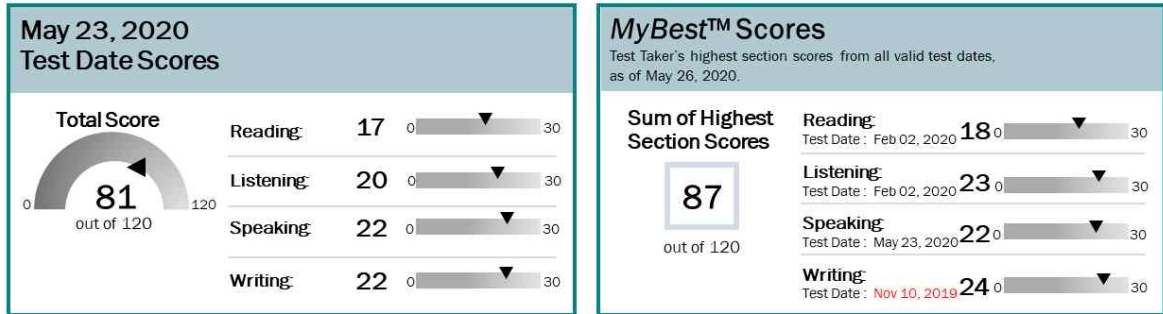 May 23, 2020
Test Date Scores
Total Score
0
81
120
out of 120
Reading: 17 0 30
Listening: 20 0 30
Speaking: 22 0 30
Writing: 22 0 30
MyBest™ Scores
Test Taker's highest section scores from all valid test dates,
as of May 26, 2020.
Sum of Highest
Section Scores
87
out of 120
Reading:
Test Date : Feb 02, 2020 18 0 30
Listening:
Test Date : Feb 02, 2020 23 0 30
Speaking:
Test Date : May 23, 2020 22 0 30
Writing:
Test Date : Nov 10, 2019 24 0 30